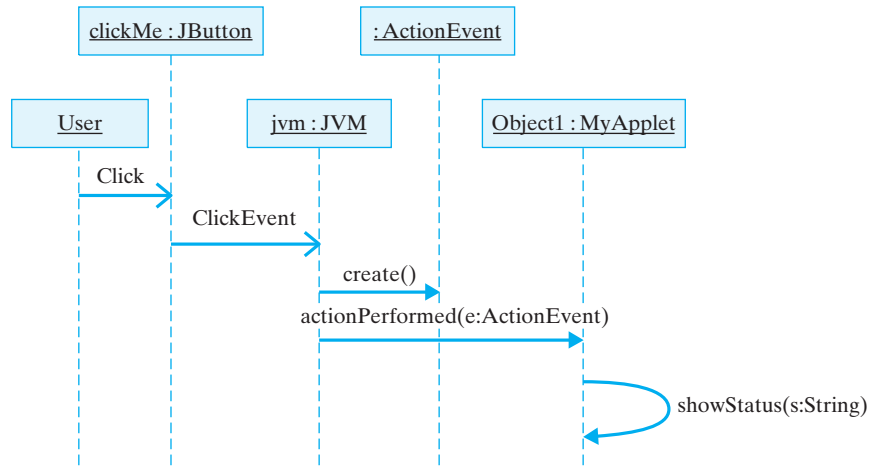 clickMe : JButton
: ActionEvent
User
jvm : JVM
Object1 : MyApplet
Click
ClickEvent
create()
actionPerformed(e:ActionEvent)
showStatus(s:String)